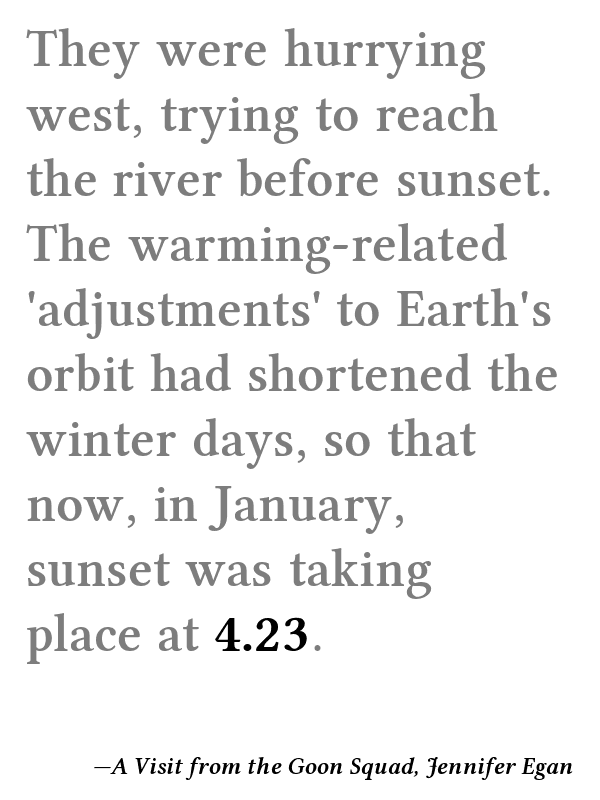 They were hurrying
west, trying to reach
the river before sunset.
The warming-related
'adjustments' to Earth's
orbit had shortened the
winter days, so that
now, in January,
sunset was taking
place at 4.23.
—A Visit from the Goon Squad, Jennifer Egan